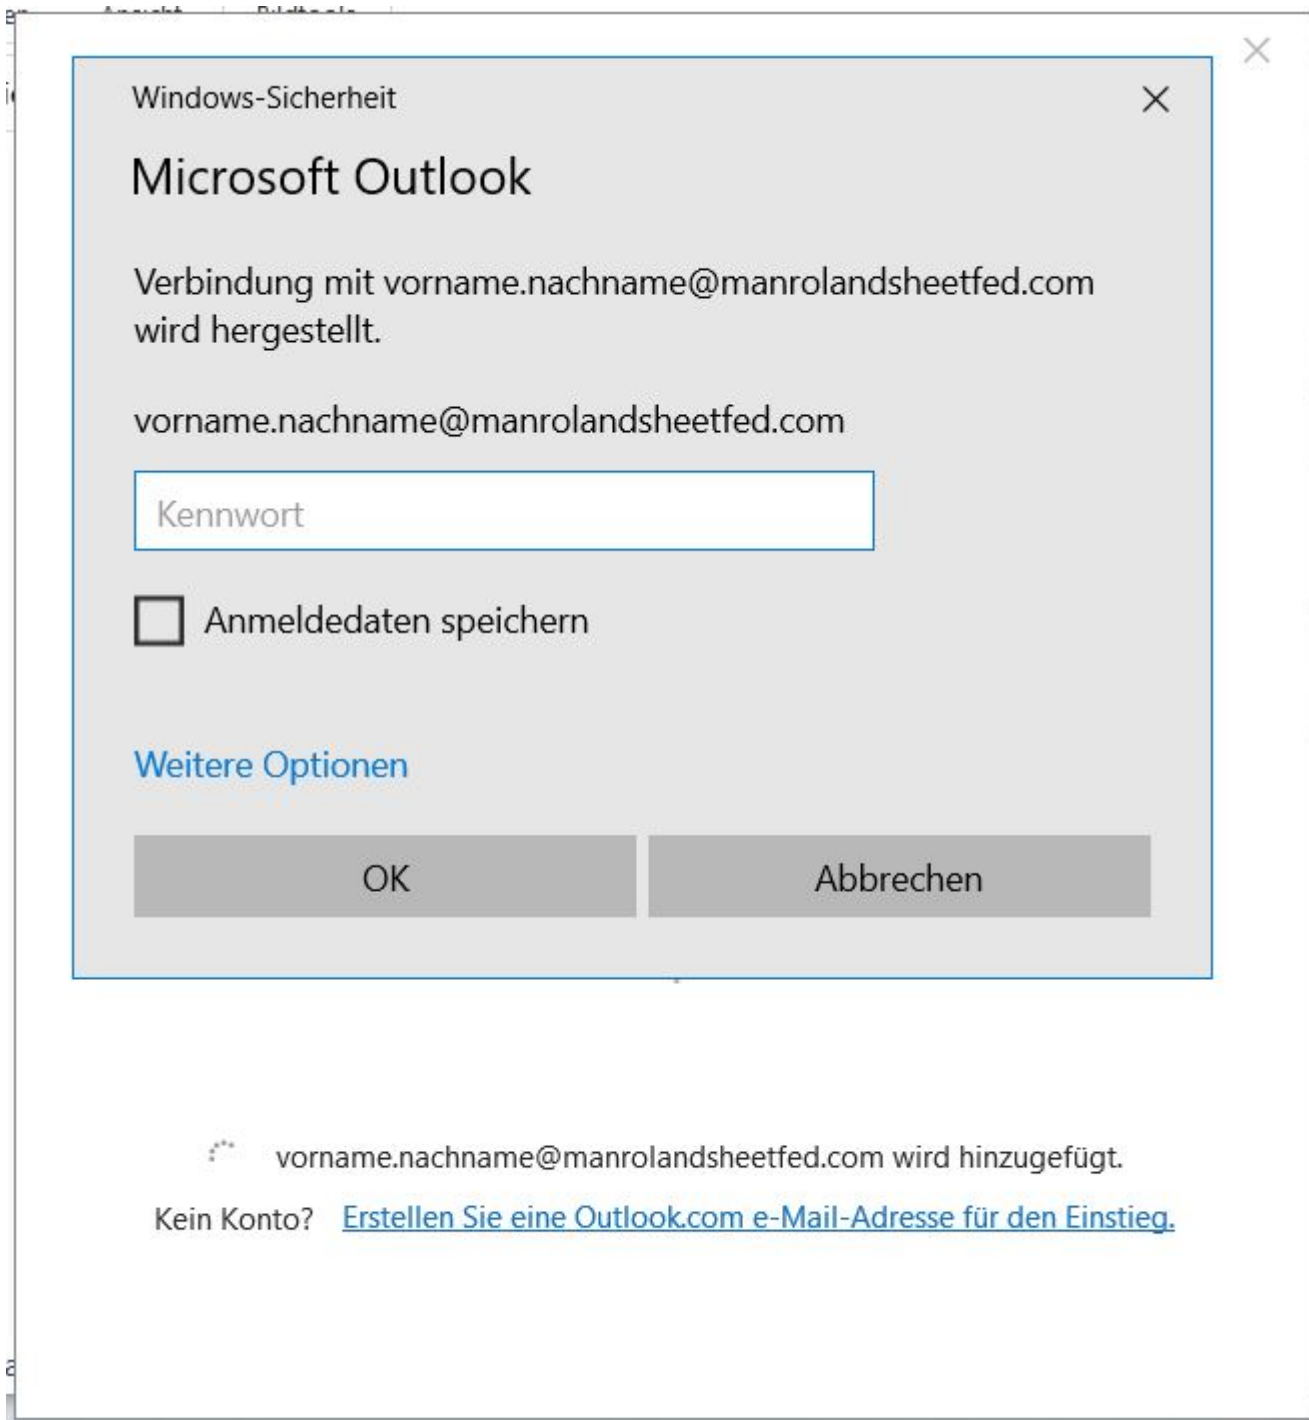 Windows-Sicherheit
Microsoft Outlook
Verbindung mit vorname.nachname@manrolandsheetfed.com
wird hergestellt.
vorname.nachname@manrolandsheetfed.com
Kennwort
Anmeldedaten speichern
Weitere Optionen
OK Abbrechen
vorname.nachname@manrolandsheetfed.com wird hinzugefügt.
Kein Konto? Erstellen Sie eine Outlook.com e-Mail-Adresse für den Einstieg.